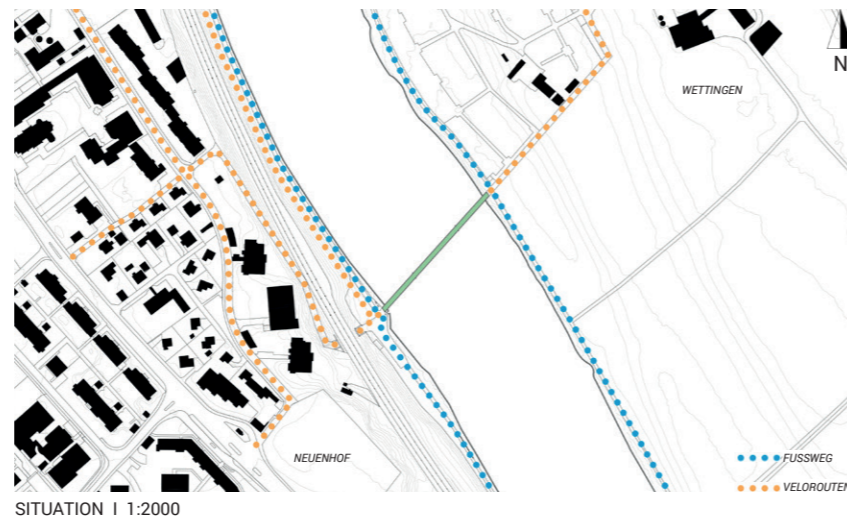 N
WETTINGEN
NEUENHOF
FUSSWEG
VELOROUTEN
SITUATION I 1:2000